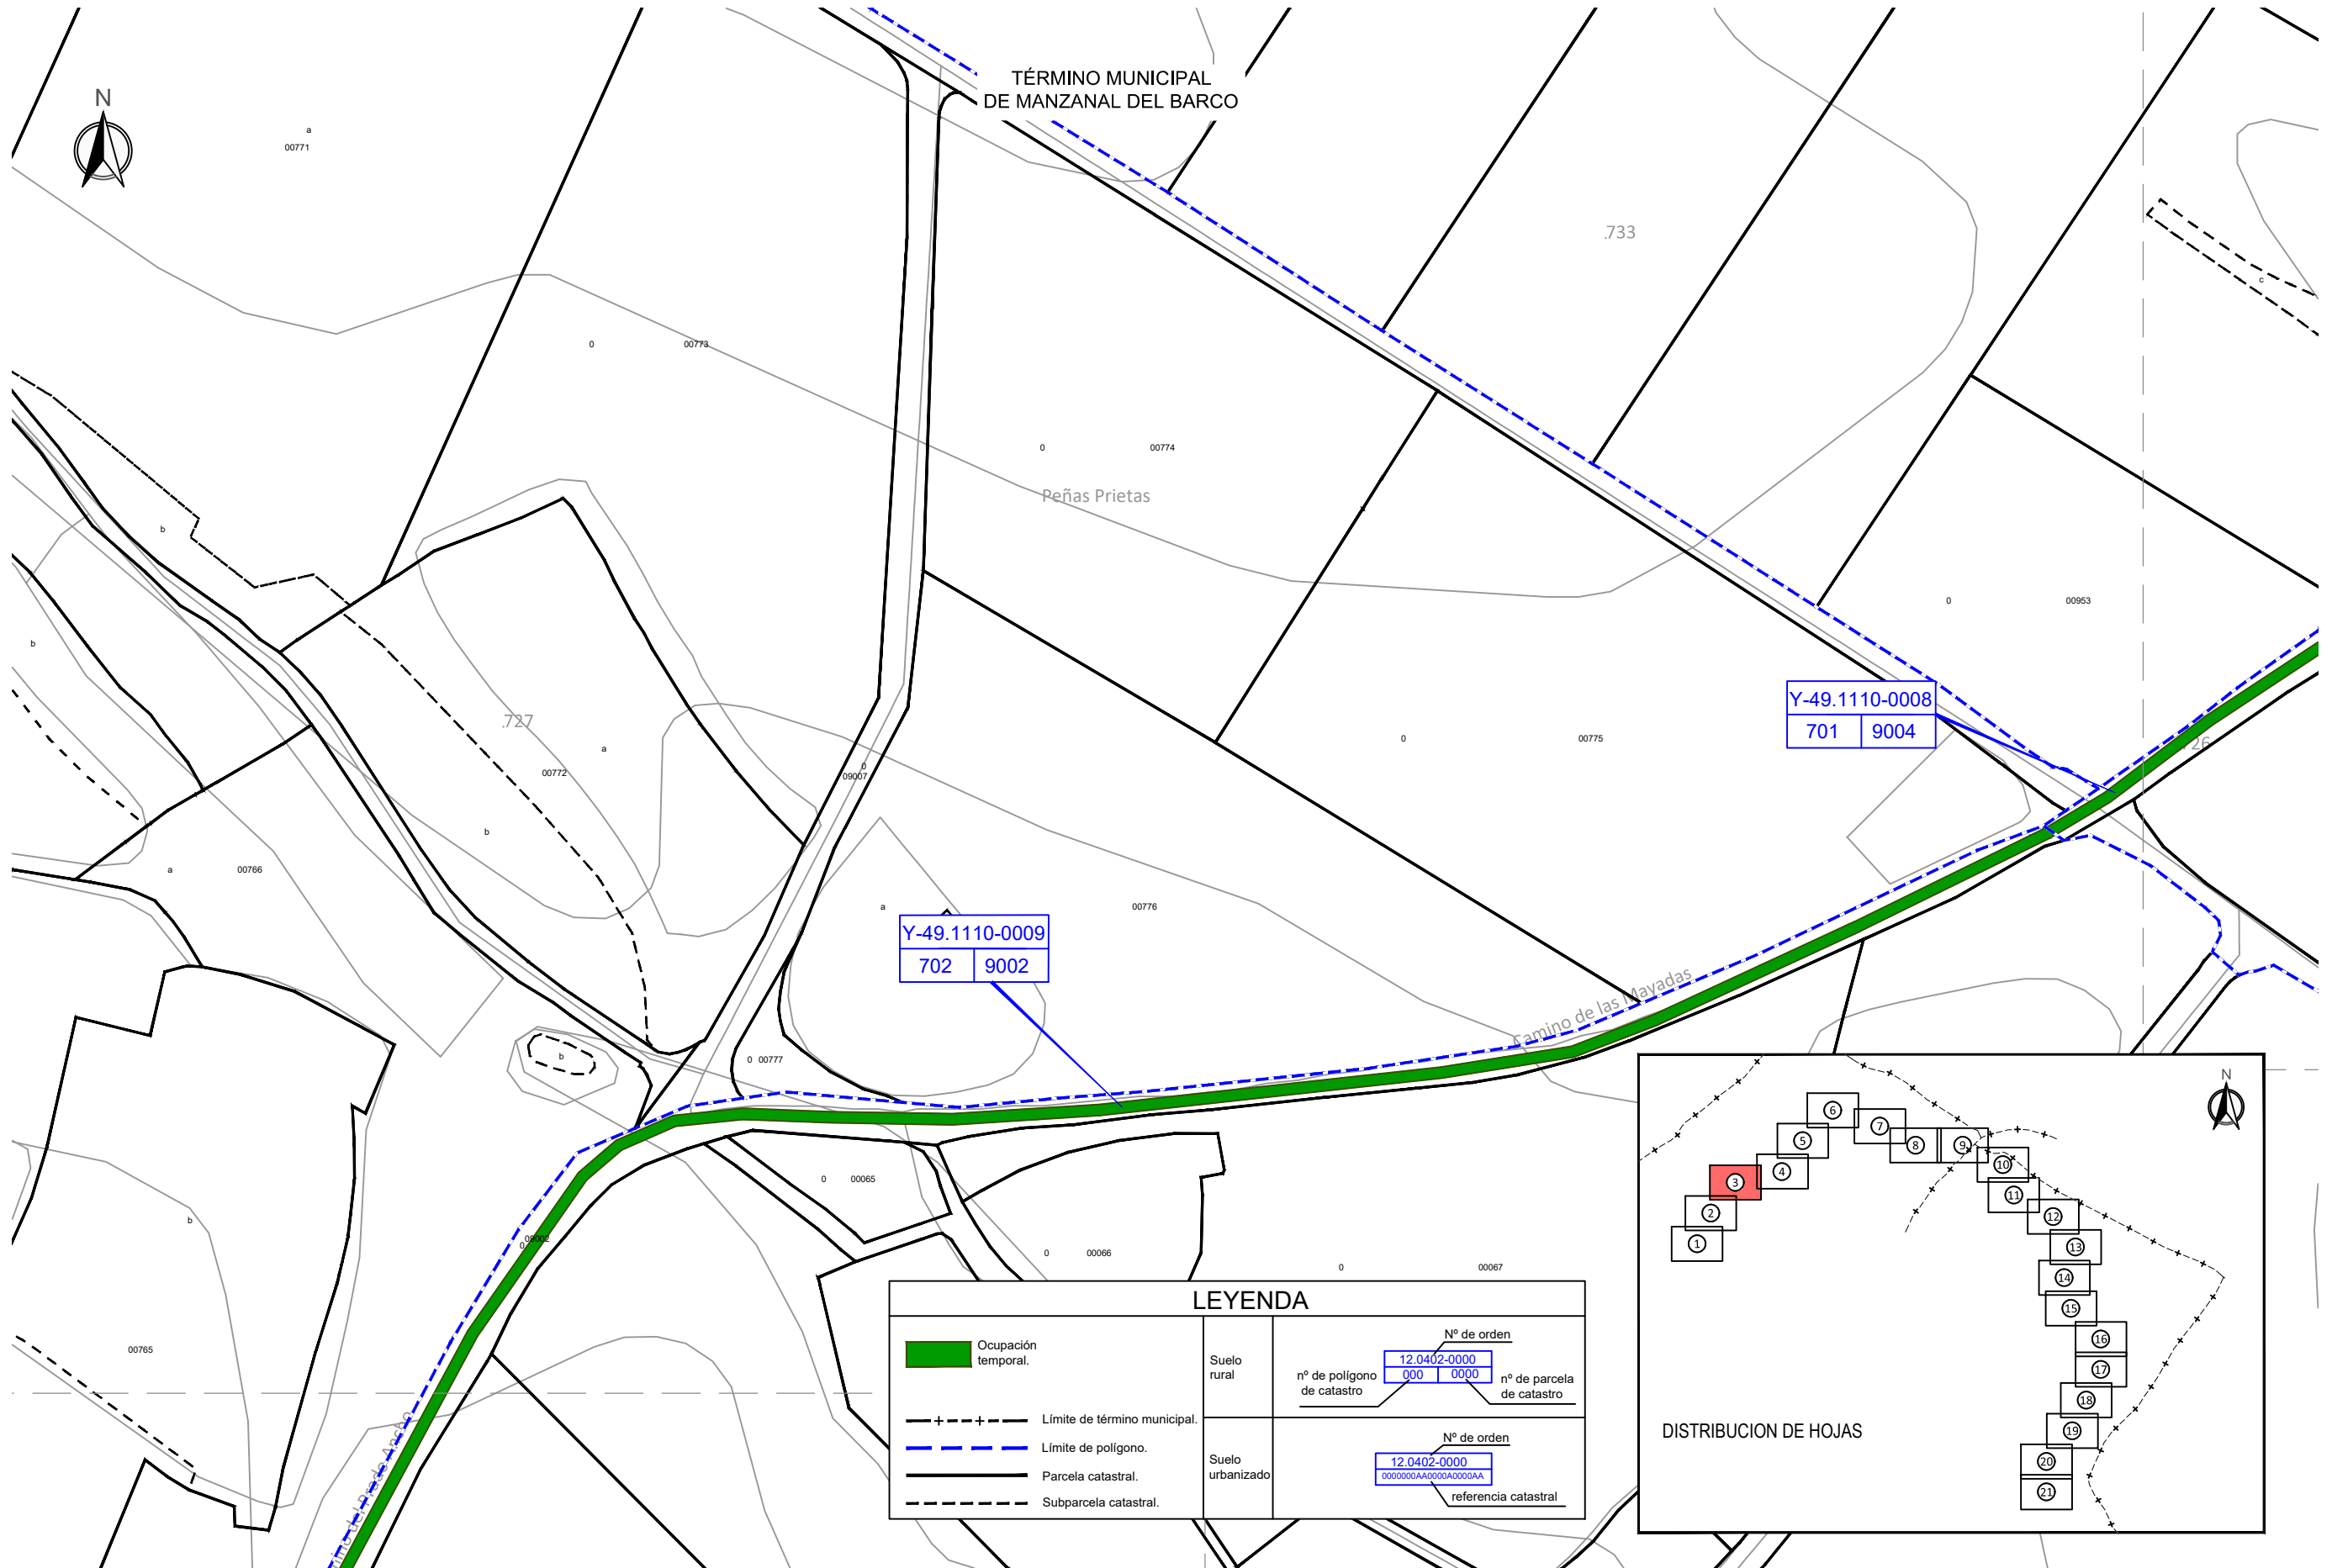 TÉRMINO MUNICIPAL
DE MANZANAL DEL BARCO
N
a
00771
.733
c
0 00773
0 00774
Peñas Prietas
b
0 00953
b
Y-49.1110-0008
701 9004
.727
a
00772
0
09007
0 00775
b
a 00766
a 00776
Y-49.1110-0009
702 9002
Camino de las Mayadas
b
0 00777
0 00065
b
0 09002
0 00066
0 00067
00765
LEYENDA
Ocupación
temporal.
Límite de término municipal.
Límite de polígono.
Parcela catastral.
Subparcela catastral.
Suelo
rural
Nº de orden
12.0402-0000
000 0000
nº de polígono
de catastro
nº de parcela
de catastro
Suelo
urbanizado
Nº de orden
12.0402-0000
0000000AA0000A0000AA
referencia catastral
N
6
7
5
8
9
4
10
3
11
2
12
1
13
14
15
16
17
18
19
20
21
DISTRIBUCION DE HOJAS